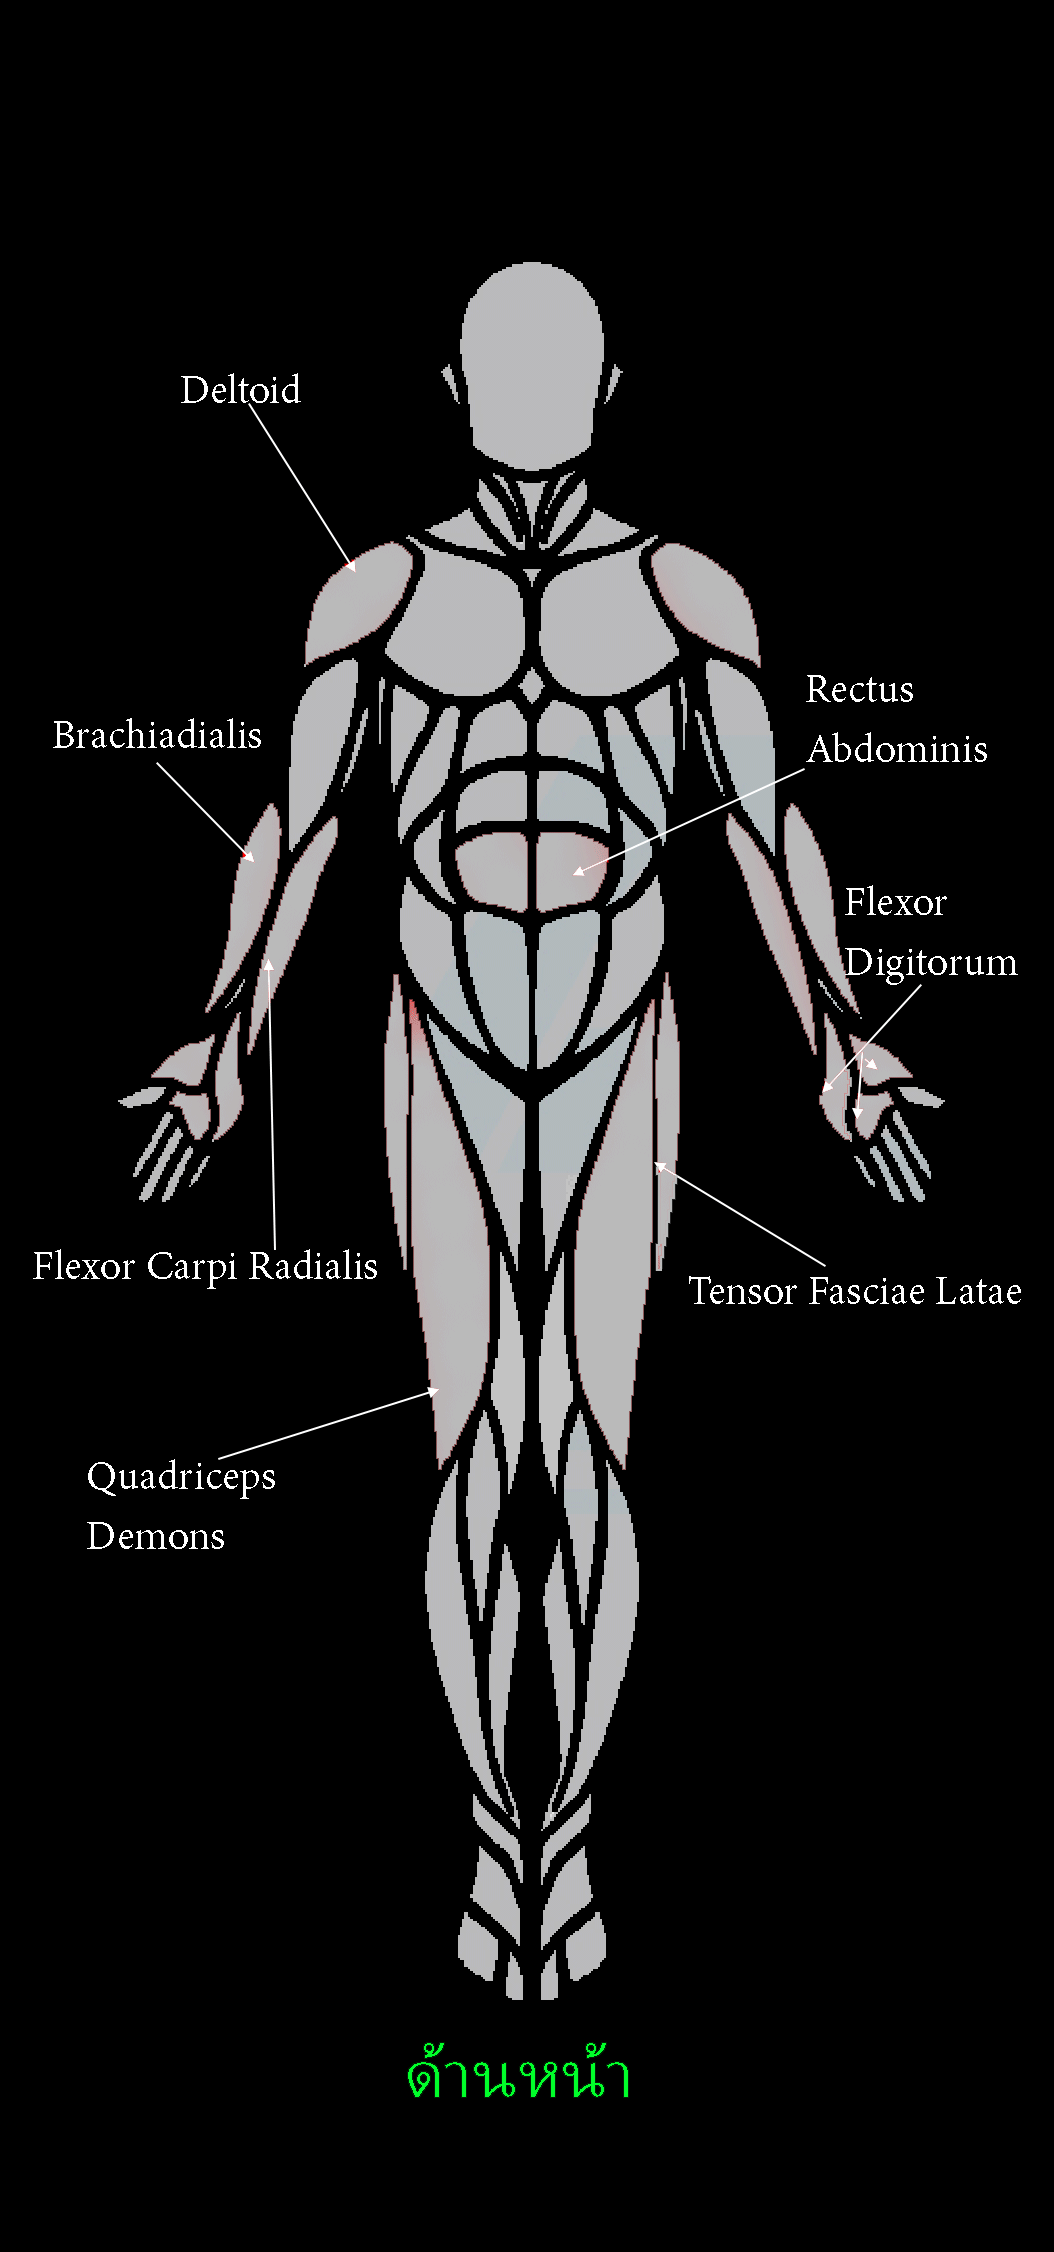 Deltoid
Rectus
Abdominis
Brachiadialis
Flexor
Digitorum
Flexor Carpi Radialis
Tensor Fasciae Latae
Quadriceps
Demons
ด้านหน้า